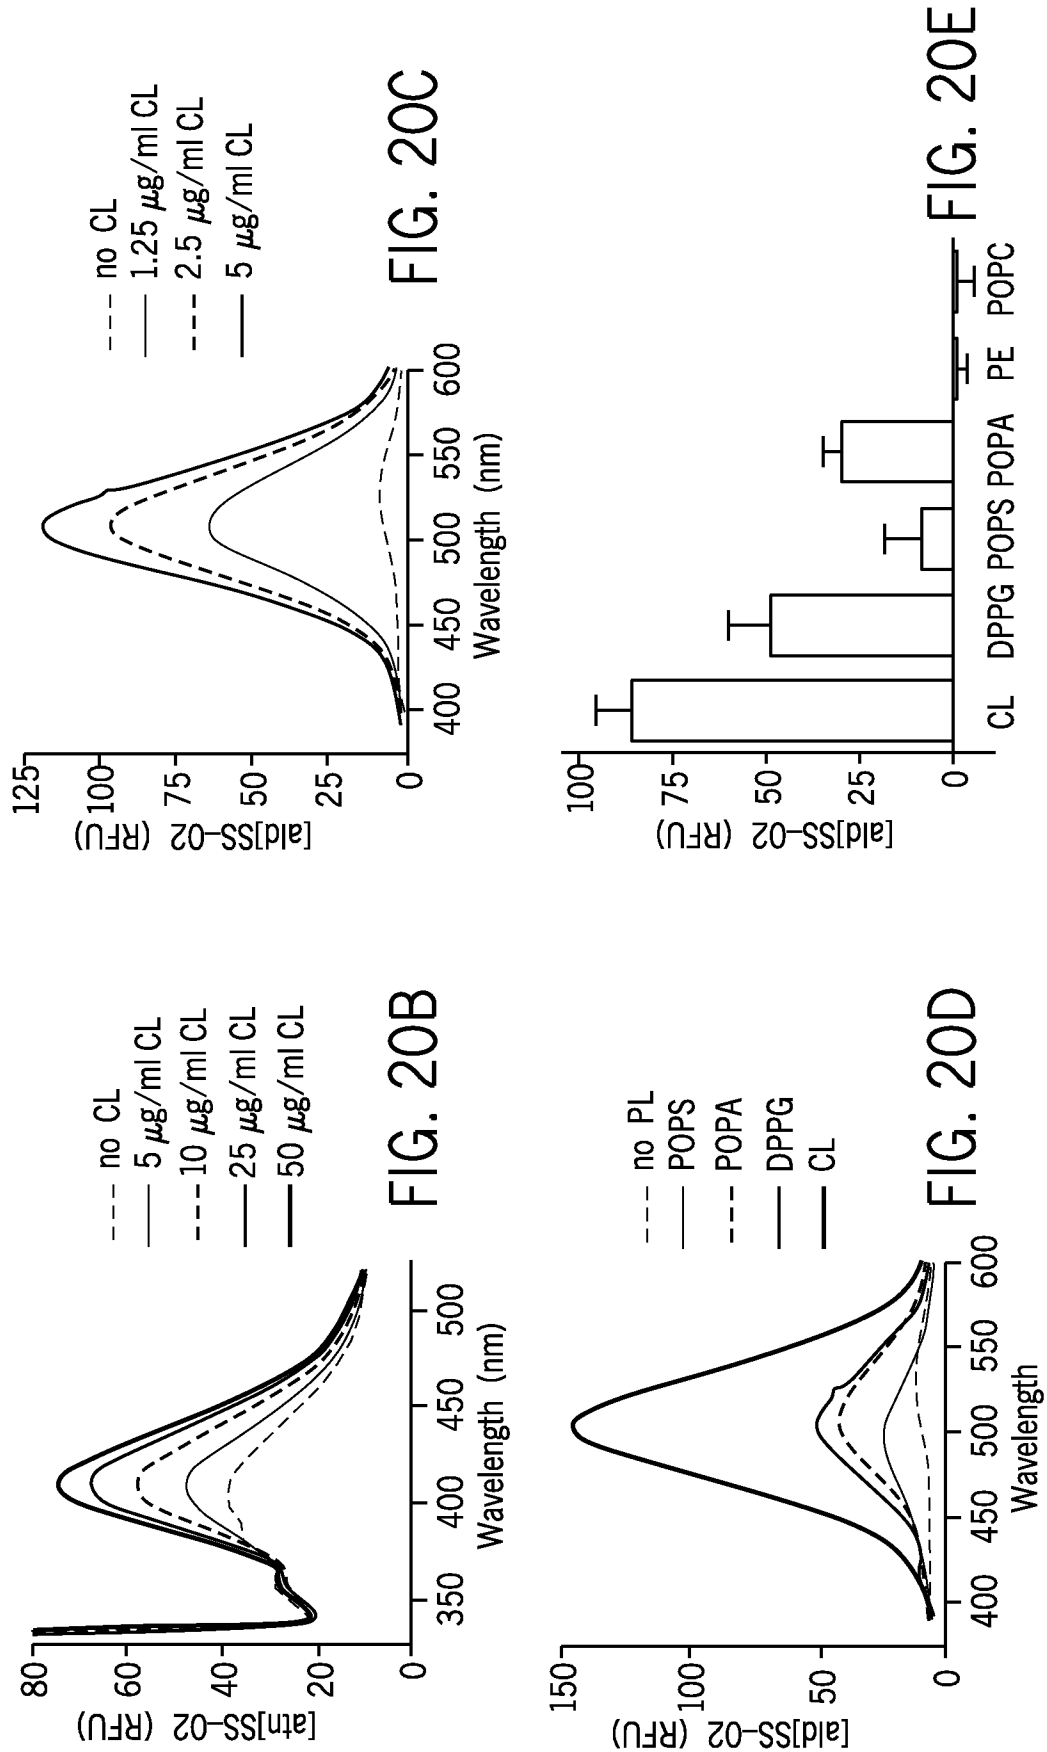 80
60
40
20
0
[atn]SS-02 (RFU)
350
400
450
500
Wavelength (nm)
no CL
5 μg/ml CL
10 μg/ml CL
25 μg/ml CL
50 μg/ml CL
FIG. 20B
125
100
75
50
25
0
[ald]SS-02 (RFU)
400
450
500
550
600
Wavelength (nm)
no CL
1.25 μg/ml CL
2.5 μg/ml CL
5 μg/ml CL
FIG. 20C
150
100
50
0
[ald]SS-02 (RFU)
400
450
500
550
600
Wavelength
no PL
POPS
POPA
DPPG
CL
FIG. 20D
100
75
50
25
0
[ald]SS-02 (RFU)
CL
DPPG
POPS
POPA
PE
POPC
FIG. 20E